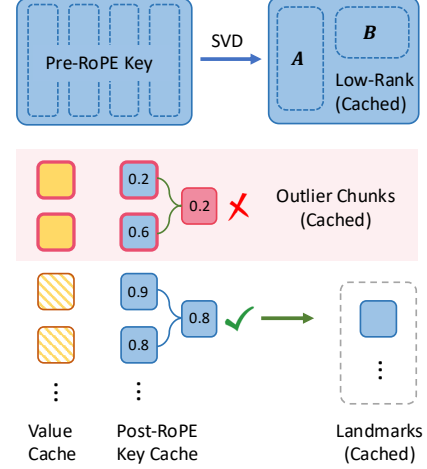 Pre-RoPE Key
SVD
A
B
Low-Rank
(Cached)
0.2
0.2
0.6
Outlier Chunks
(Cached)
0.9
0.8
0.8
⋮
⋮
⋮
Value
Cache
Post-RoPE
Key Cache
Landmarks
(Cached)